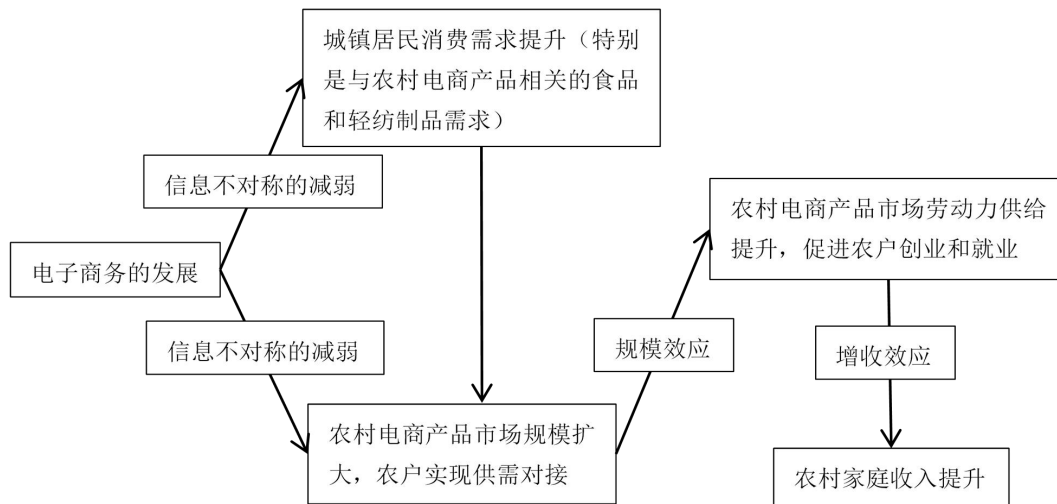 城镇居民消费需求提升（特别
是与农村电商产品相关的食品
和轻纺制品需求）
信息不对称的减弱
农村电商产品市场劳动力供给
提升，促进农户创业和就业
电子商务的发展
信息不对称的减弱
规模效应
增收效应
农村电商产品市场规模扩
大，农户实现供需对接
农村家庭收入提升